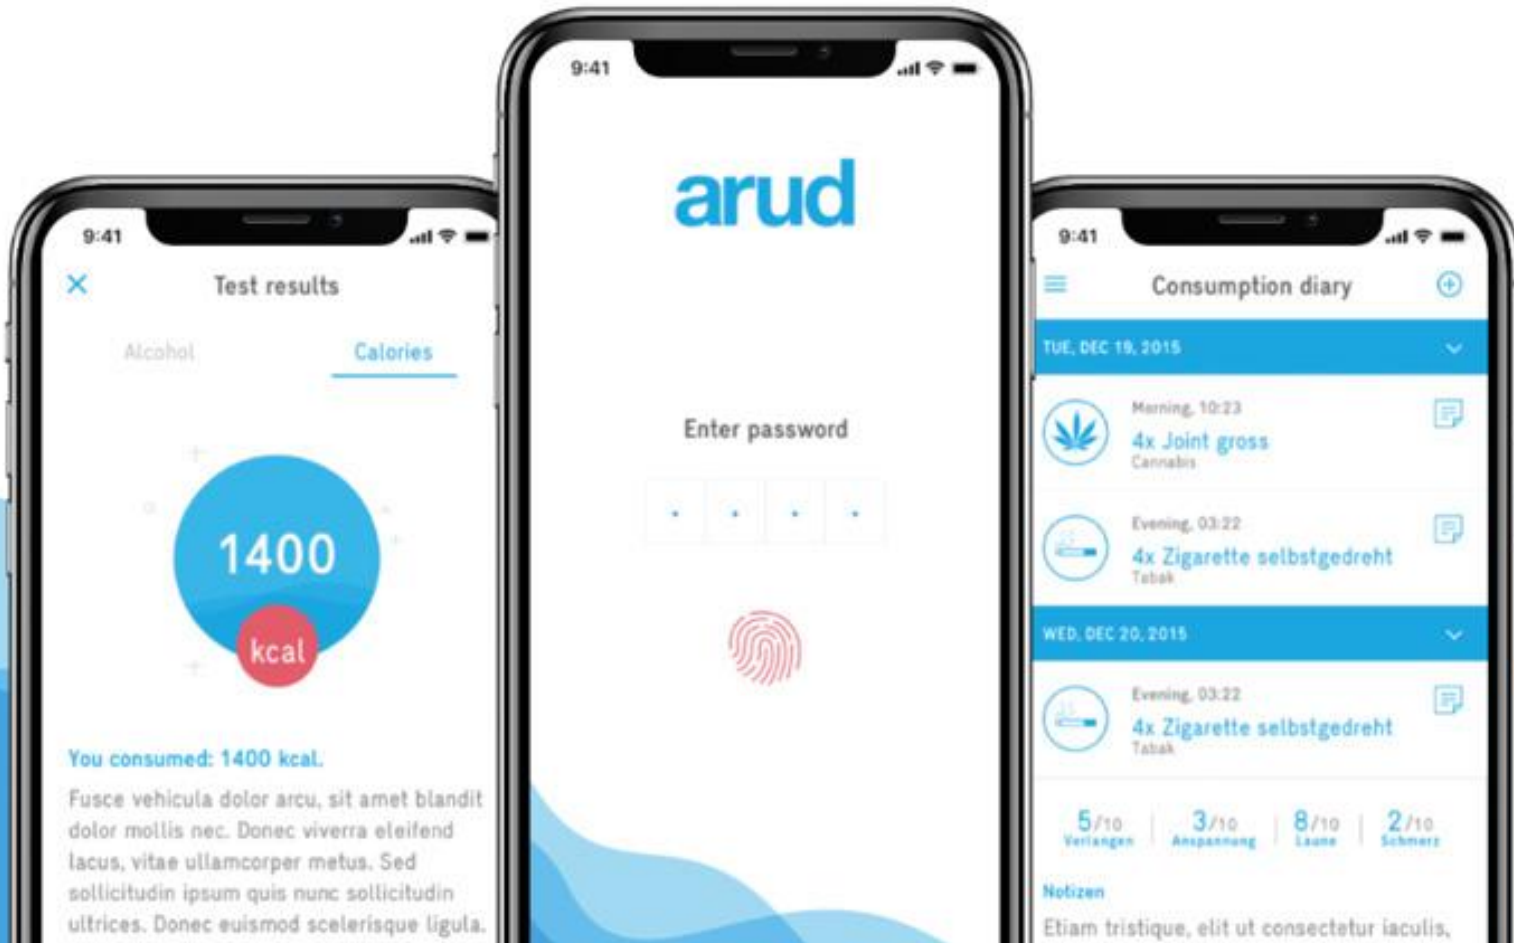 9:41
Test results
Alcohol
Calories
1400
kcal
You consumed: 1400 kcal.
Fusce vehicula dolor arcu, sit amet blandit
dolor mollis nec. Donec viverra eleifend
lacus, vitae ullamcorper metus. Sed
sollicitudin ipsum quis nunc sollicitudin
ultrices. Donec euismod scelerisque ligula.
9:41
arud
Enter password
9:41
Consumption diary
TUE, DEC 19, 2015
Morning, 10:23
4x Joint gross
Cannabis
Evening, 03:22
4x Zigarette selbstgedreht
Tabak
WED, DEC 20, 2015
Evening, 03:22
4x Zigarette selbstgedreht
Tabak
5/10 3/10 8/10 2/10
Verlangen Anspannung Laune Schmerz
Notizen
Etiam tristique, elit ut consectetur iaculis,